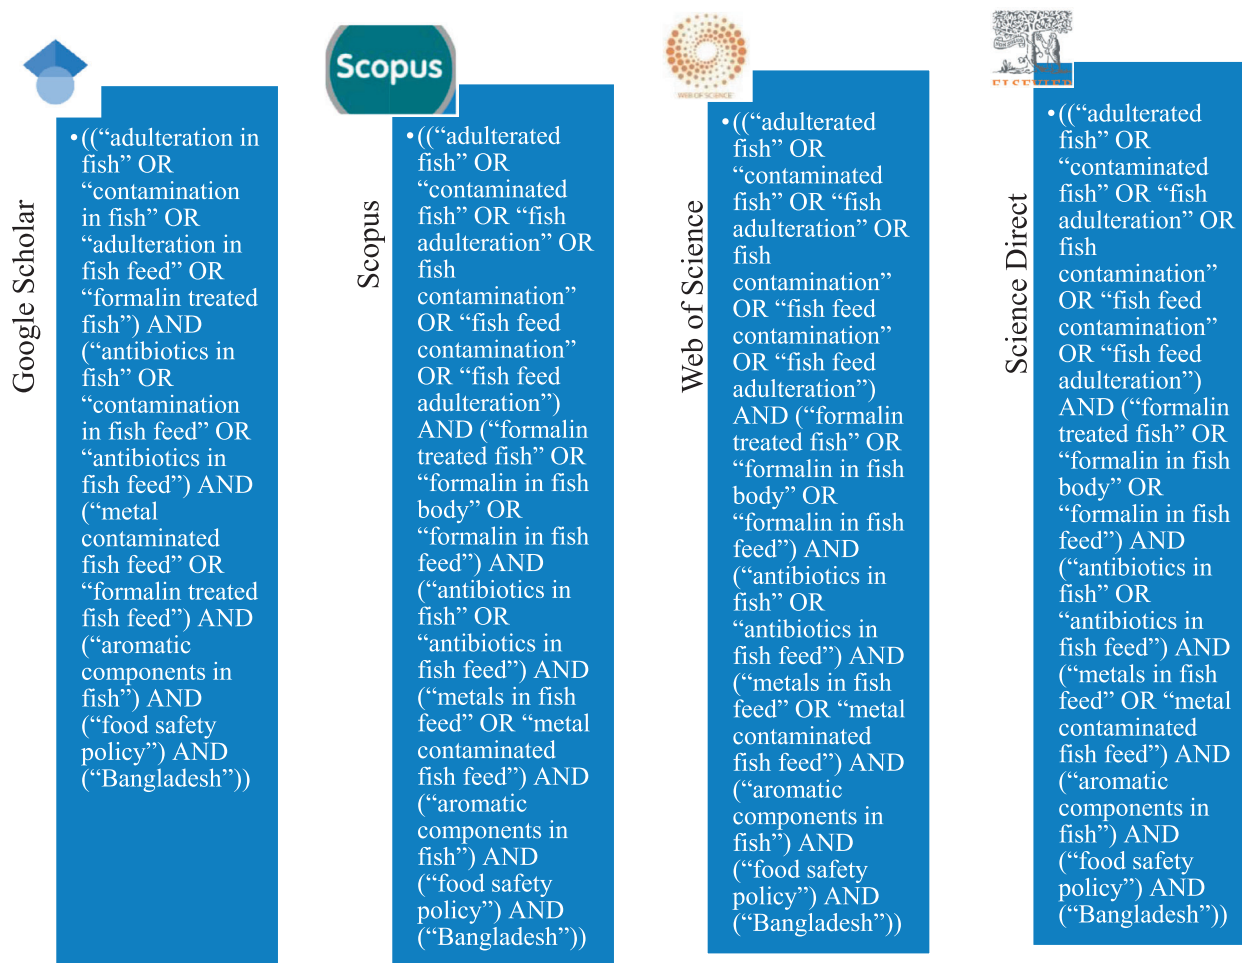 Google Scholar
• ((“adulteration in
fish” OR
“contamination
in fish” OR
“adulteration in
fish feed” OR
“formalin treated
fish”) AND
(“antibiotics in
fish” OR
“contamination
in fish feed” OR
“antibiotics in
fish feed”) AND
(“metal
contaminated
fish feed” OR
“formalin treated
fish feed”) AND
(“aromatic
components in
fish”) AND
(“food safety
policy”) AND
(“Bangladesh”))
Scopus
Scopus
• ((“adulterated
fish” OR
“contaminated
fish” OR “fish
adulteration” OR
fish
contamination”
OR “fish feed
contamination”
OR “fish feed
adulteration”)
AND (“formalin
treated fish” OR
“formalin in fish
body” OR
“formalin in fish
feed”) AND
(“antibiotics in
fish” OR
“antibiotics in
fish feed”) AND
(“metals in fish
feed” OR “metal
contaminated
fish feed”) AND
(“aromatic
components in
fish”) AND
(“food safety
policy”) AND
(“Bangladesh”))
WEB OF SCIENCE
Web of Science
• ((“adulterated
fish” OR
“contaminated
fish” OR “fish
adulteration” OR
fish
contamination”
OR “fish feed
contamination”
OR “fish feed
adulteration”)
AND (“formalin
treated fish” OR
“formalin in fish
body” OR
“formalin in fish
feed”) AND
(“antibiotics in
fish” OR
“antibiotics in
fish feed”) AND
(“metals in fish
feed” OR “metal
contaminated
fish feed”) AND
(“aromatic
components in
fish”) AND
(“food safety
policy”) AND
(“Bangladesh”))
ELSEVIER
Science Direct
• ((“adulterated
fish” OR
“contaminated
fish” OR “fish
adulteration” OR
fish
contamination”
OR “fish feed
contamination”
OR “fish feed
adulteration”)
AND (“formalin
treated fish” OR
“formalin in fish
body” OR
“formalin in fish
feed”) AND
(“antibiotics in
fish” OR
“antibiotics in
fish feed”) AND
(“metals in fish
feed” OR “metal
contaminated
fish feed”) AND
(“aromatic
components in
fish”) AND
(“food safety
policy”) AND
(“Bangladesh”))